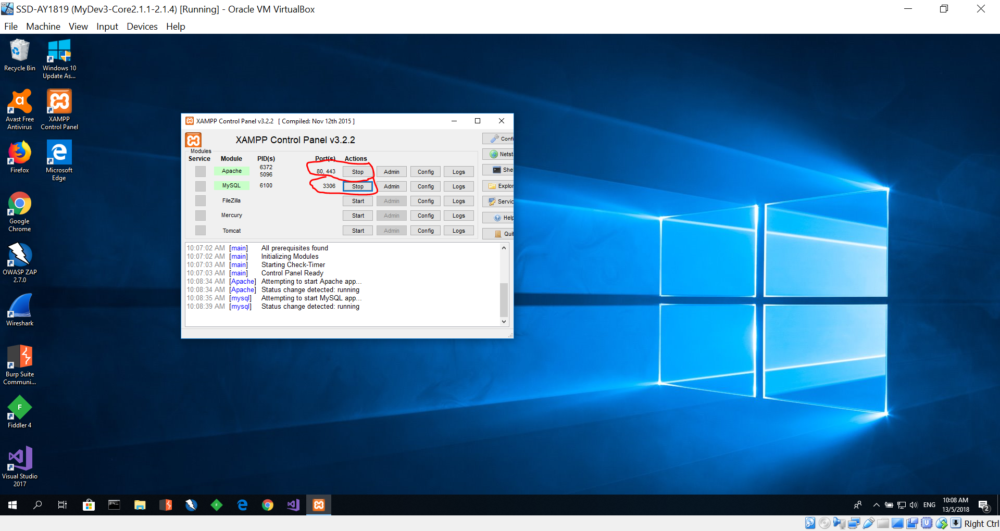 SSD-AY1819 (MyDev3-Core2.1.1-2.1.4) [Running] - Oracle VM VirtualBox
File Machine View Input Devices Help
Recycle Bin
Windows 10
Update As...
Avast Free
Antivirus
XAMPP
Control Panel
Firefox
Microsoft
Edge
Google
Chrome
OWASP ZAP
2.7.0
Wireshark
Burp Suite
Communi...
Fiddler 4
Visual Studio
2017
XAMPP Control Panel v3.2.2 [ Compiled: Nov 12th 2015 ]
XAMPP Control Panel v3.2.2
Modules
Service Module PID(s) Port(s) Actions
Apache 6372
5096 80, 443 Stop Admin Config Logs
MySQL 6100 3306 Stop Admin Config Logs
FileZilla Start Admin Config Logs
Mercury Start Admin Config Logs
Tomcat Start Admin Config Logs
Confi
Netst
She
Explor
Servic
Help
Quit
10:07:02 AM [main] All prerequisites found
10:07:02 AM [main] Initializing Modules
10:07:03 AM [main] Starting Check-Timer
10:07:03 AM [main] Control Panel Ready
10:08:34 AM [Apache] Attempting to start Apache app...
10:08:34 AM [Apache] Status change detected: running
10:08:35 AM [mysql] Attempting to start MySQL app...
10:08:39 AM [mysql] Status change detected: running
ENG
10:08 AM
13/5/2018
2
Right Ctrl